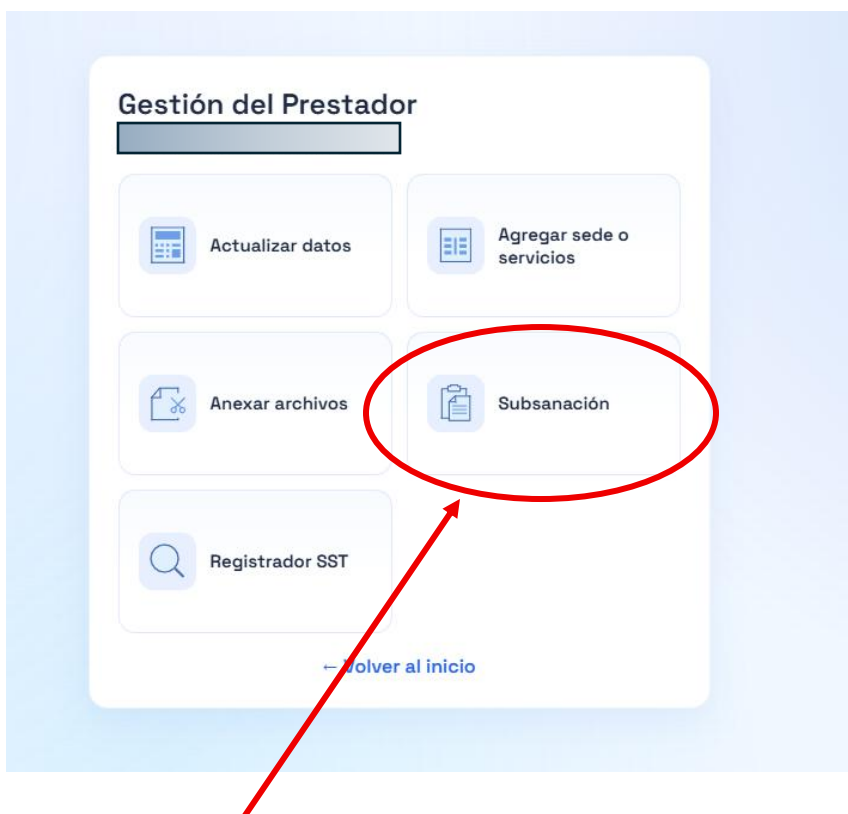 Gestión del Prestador
Actualizar datos
Agregar sede o
servicios
Anexar archivos
Subsanación
Registrador SST
← Volver al inicio